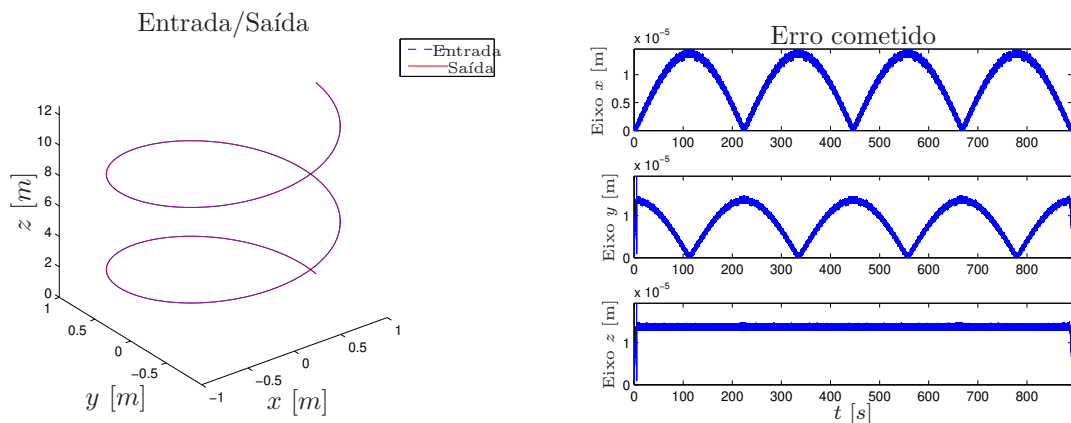 Entrada/Saída
Entrada
Saída
12
10
8
6
4
2
0
z [m]
1
0.5
0
−0.5
−1
y [m]
−1
−0.5
0
0.5
1
x [m]
Erro cometido
x 10⁻⁵
1
0.5
0
Eixo x [m]
0 100 200 300 400 500 600 700 800
x 10⁻⁵
1
0
Eixo y [m]
0 100 200 300 400 500 600 700 800
x 10⁻⁵
1
0
Eixo z [m]
0 100 200 300 400 500 600 700 800
t [s]